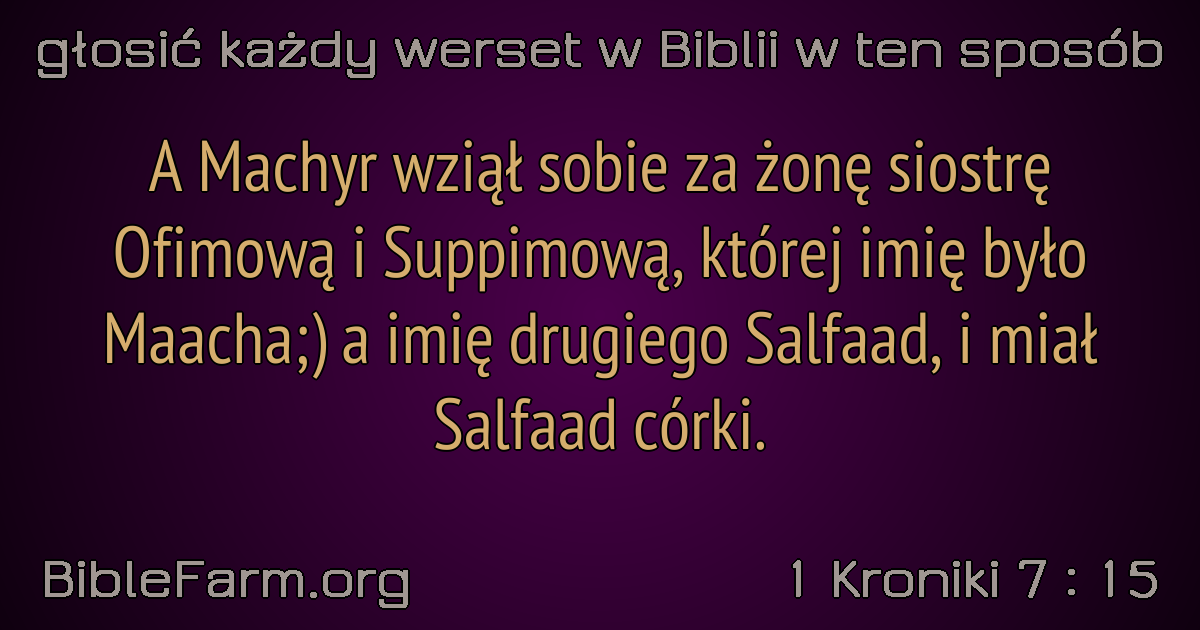 głosić każdy werset w Biblii w ten sposób
A Machyr wziął sobie za żonę siostrę
Ofimową i Suppimową, której imię było
Maacha;) a imię drugiego Salfaad, i miał
Salfaad córki.
BibleFarm.org
1 Kroniki 7 : 15